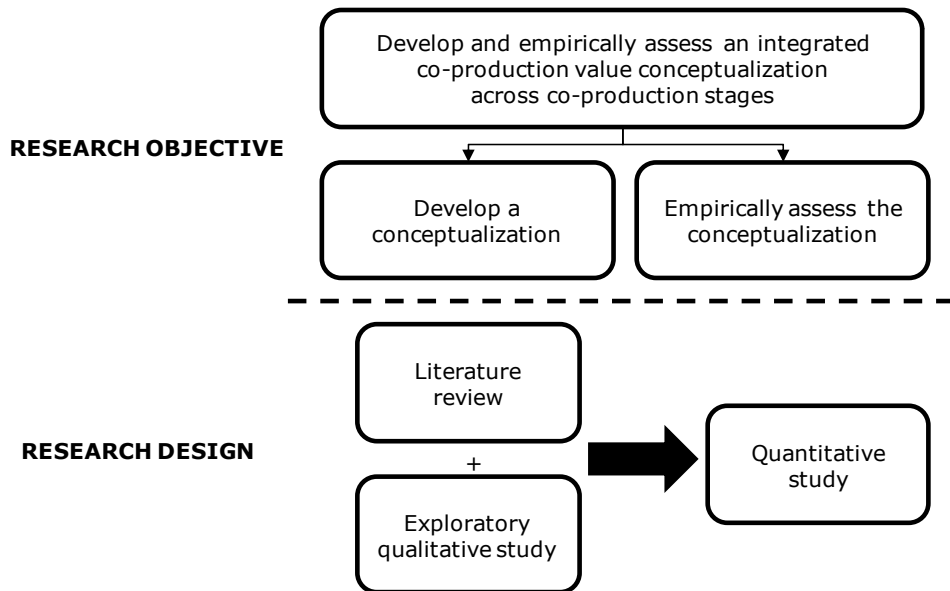 Develop and empirically assess an integrated
co-production value conceptualization
across co-production stages
RESEARCH OBJECTIVE
Develop a
conceptualization
Empirically assess the
conceptualization
Literature
review
RESEARCH DESIGN
+
Quantitative
study
Exploratory
qualitative study